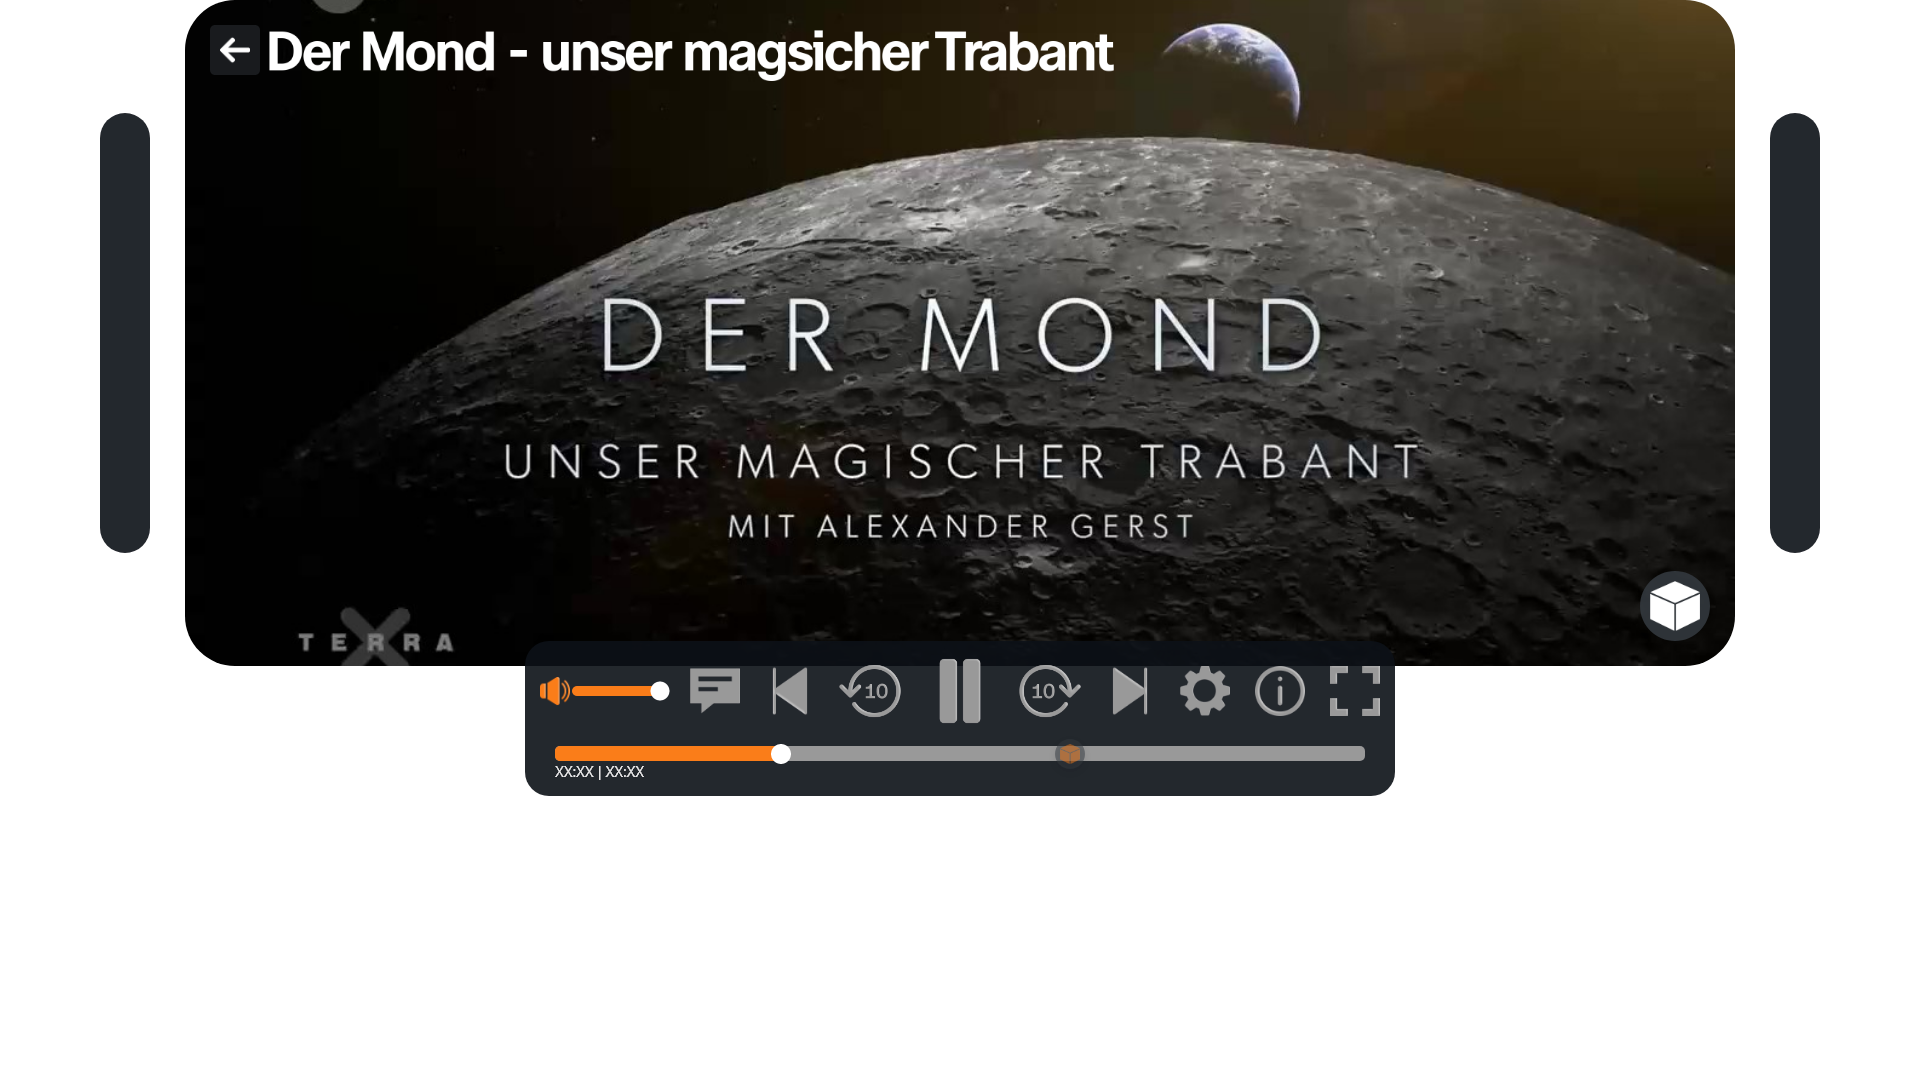 Der Mond - unser magsicher Trabant
DER MOND
UNSER MAGISCHER TRABANT
MIT ALEXANDER GERST
TERRA X
10
10
XX:XX | XX:XX